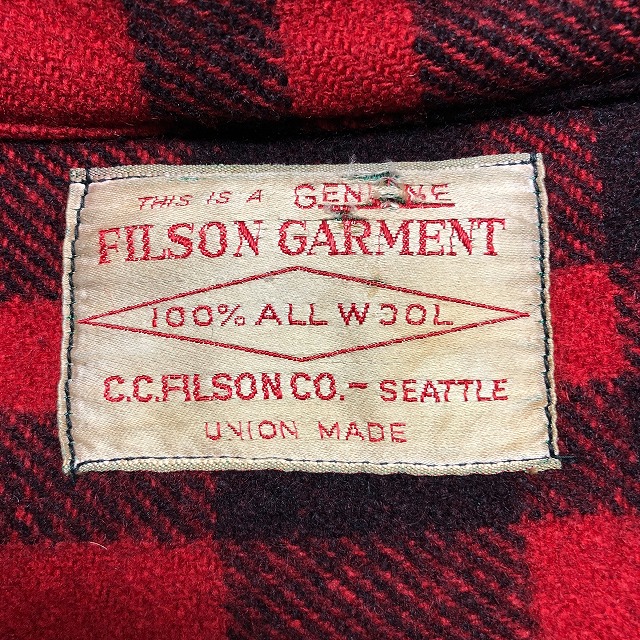 THIS IS A GENUINE
FILSON GARMENT
100% ALL WOOL
C.C. FILSON CO. ~ SEATTLE
UNION MADE